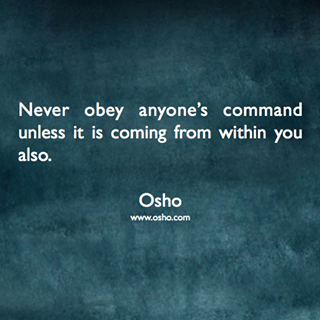 Never obey anyone’s command
unless it is coming from within you
also.
Osho
www.osho.com